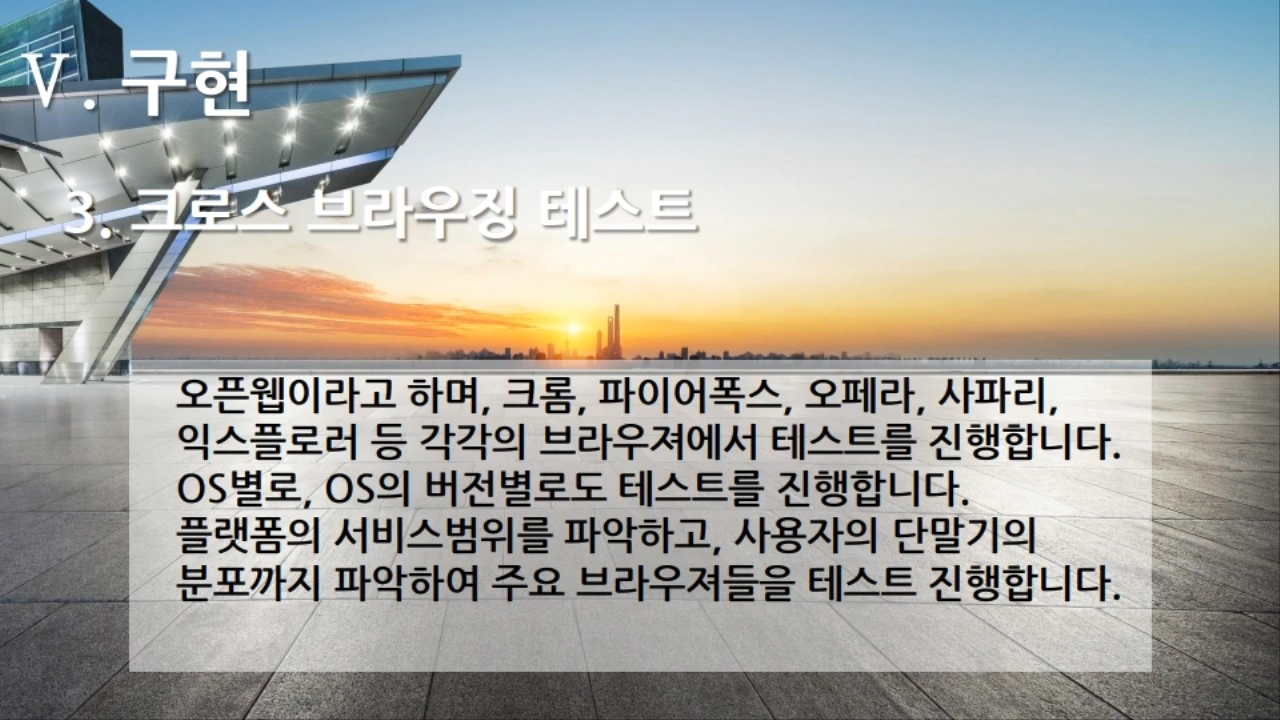 Ⅴ. 구현
3. 크로스 브라우징 테스트
오픈웹이라고 하며, 크롬, 파이어폭스, 오페라, 사파리,
익스플로러 등 각각의 브라우져에서 테스트를 진행합니다.
OS별로, OS의 버전별로도 테스트를 진행합니다.
플랫폼의 서비스범위를 파악하고, 사용자의 단말기의
분포까지 파악하여 주요 브라우져들을 테스트 진행합니다.